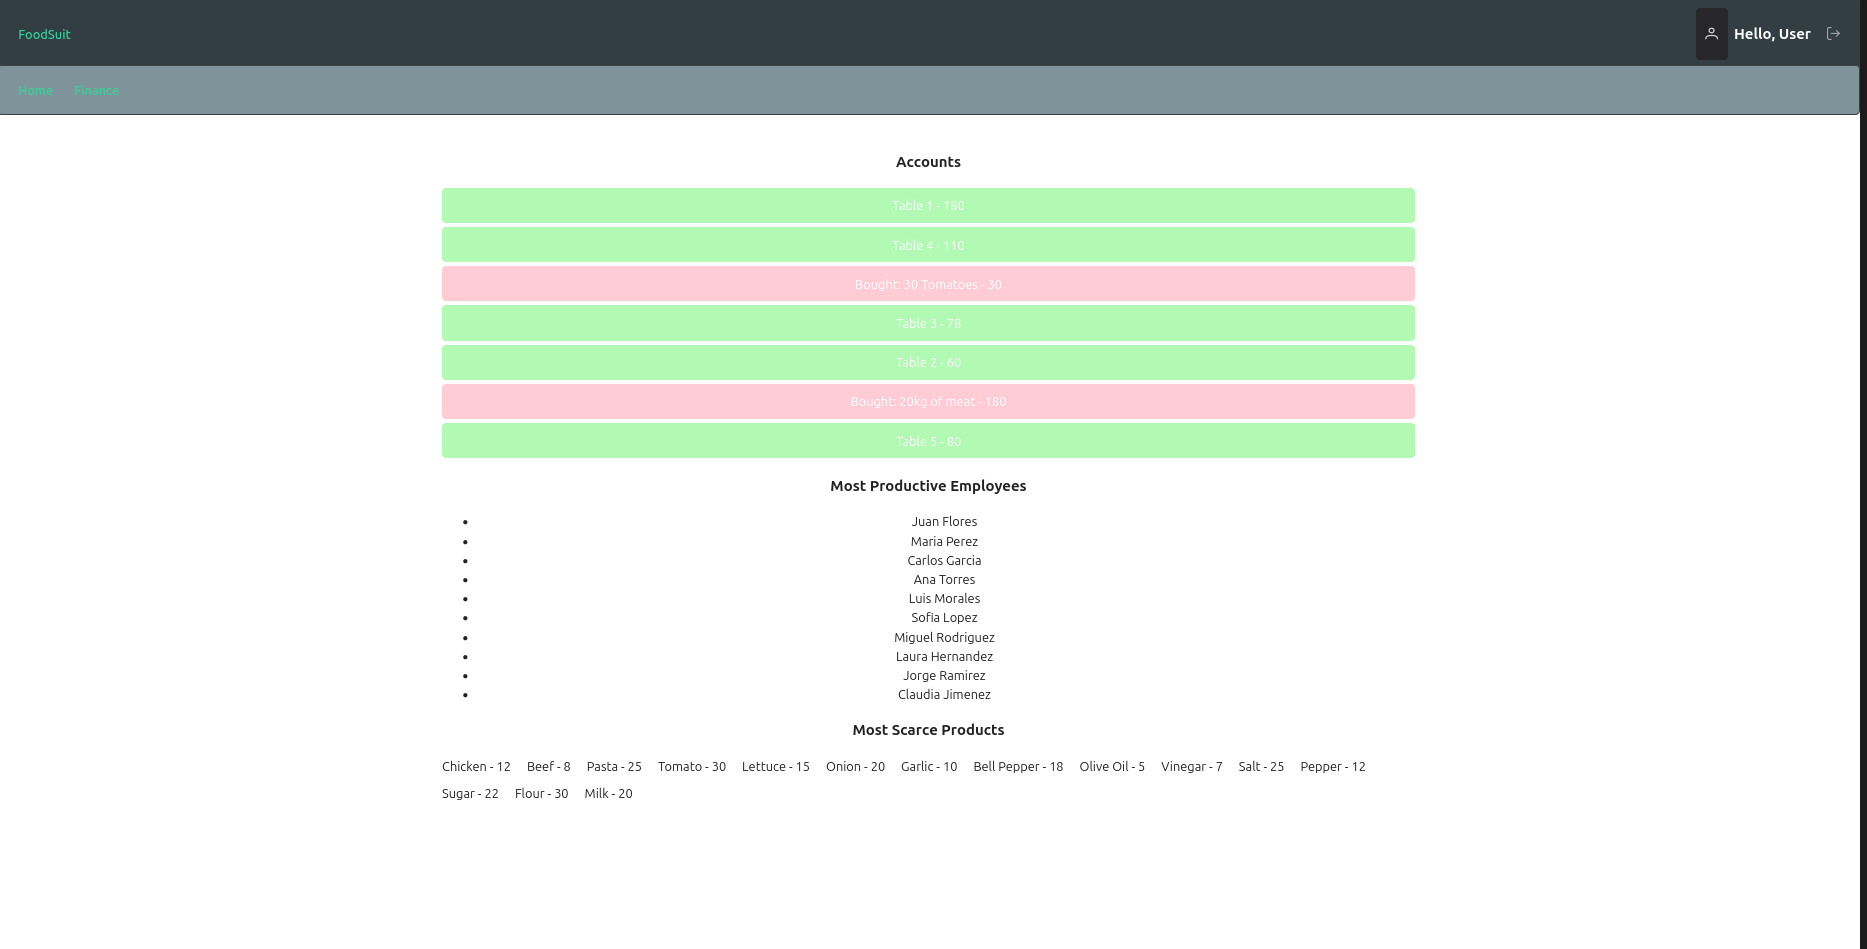 FoodSuit
Hello, User
Home Finance
Accounts
Table 1 - 180
Table 4 - 110
Bought: 30 Tomatoes - 30
Table 3 - 78
Table 2 - 60
Bought: 20kg of meat - 180
Table 5 - 80
Most Productive Employees
Juan Flores
Maria Perez
Carlos Garcia
Ana Torres
Luis Morales
Sofia Lopez
Miguel Rodriguez
Laura Hernandez
Jorge Ramirez
Claudia Jimenez
Most Scarce Products
Chicken - 12 Beef - 8 Pasta - 25 Tomato - 30 Lettuce - 15 Onion - 20 Garlic - 10 Bell Pepper - 18 Olive Oil - 5 Vinegar - 7 Salt - 25 Pepper - 12
Sugar - 22 Flour - 30 Milk - 20